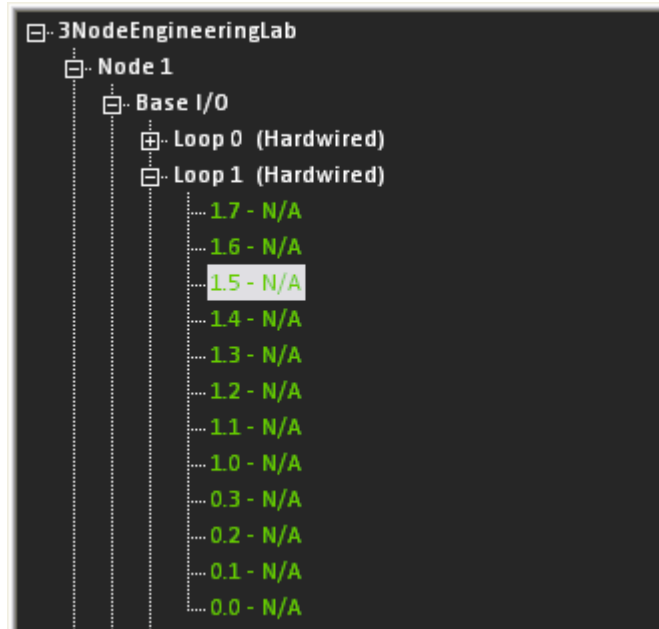 3NodeEngineeringLab
Node 1
Base I/O
Loop 0 (Hardwired)
Loop 1 (Hardwired)
1.7 - N/A
1.6 - N/A
1.5 - N/A
1.4 - N/A
1.3 - N/A
1.2 - N/A
1.1 - N/A
1.0 - N/A
0.3 - N/A
0.2 - N/A
0.1 - N/A
0.0 - N/A